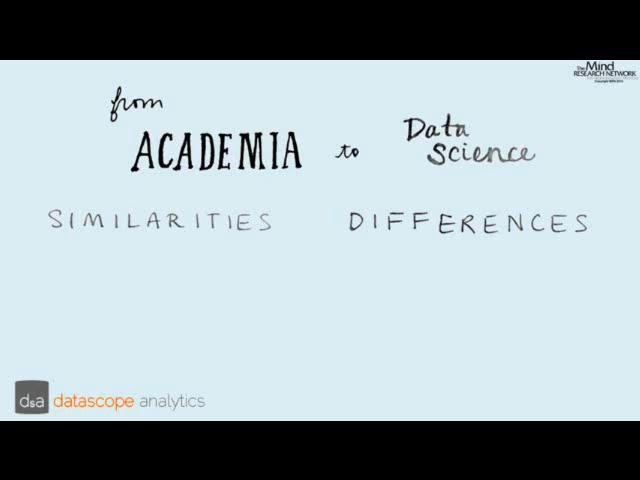 The Mind
RESEARCH NETWORK
from
ACADEMIA to Data Science
SIMILARITIES DIFFERENCES
dsa datascope analytics